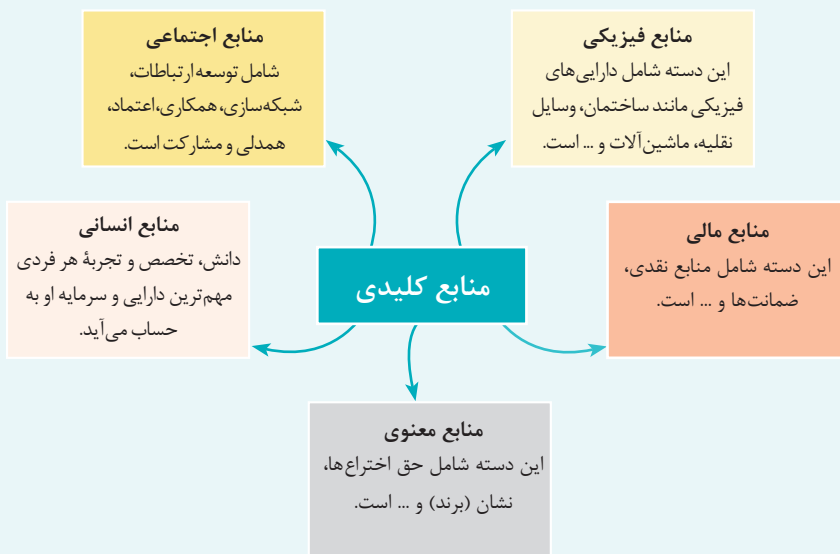 منابع فیزیکی
این دسته شامل دارایی‌های
فیزیکی مانند ساختمان، وسایل
نقلیه، ماشین‌آلات و ... است.
منابع اجتماعی
شامل توسعه ارتباطات،
شبکه‌سازی، همکاری، اعتماد،
همدلی و مشارکت است.
منابع مالی
این دسته شامل منابع نقدی،
ضمانت‌ها و ... است.
منابع کلیدی
منابع انسانی
دانش، تخصص و تجربۀ هر فردی
مهم‌ترین دارایی و سرمایه او به
حساب می‌آید.
منابع معنوی
این دسته شامل حق اختراع‌ها،
نشان (برند) و ... است.